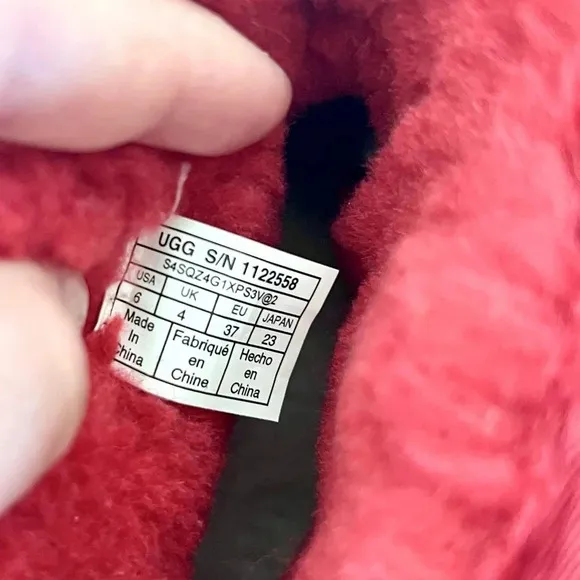 UGG S/N 1122558
S4SQZ4G1XPS3V@2
USA UK EU JAPAN
6 4 37 23
Made Fabriqué Hecho
In en en
China Chine China